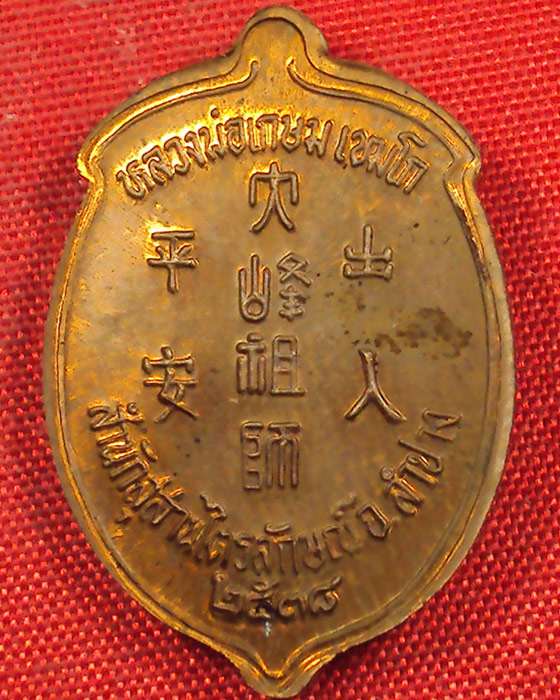 หลวงพ่อเกษม เขมโก
大峰祖師
出入
平安
สำนักสุสานไตรลักษณ์ จ.ลำปาง
๒๕๓๘